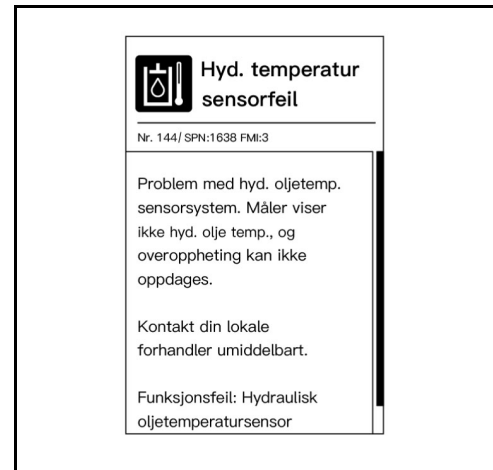 Hyd. temperatur
sensorfeil
Nr. 144/ SPN:1638 FMI:3
Problem med hyd. oljetemp.
sensorsystem. Måler viser
ikke hyd. olje temp., og
overoppheting kan ikke
oppdages.
Kontakt din lokale
forhandler umiddelbart.
Funksjonsfeil: Hydraulisk
oljetemperatursensor